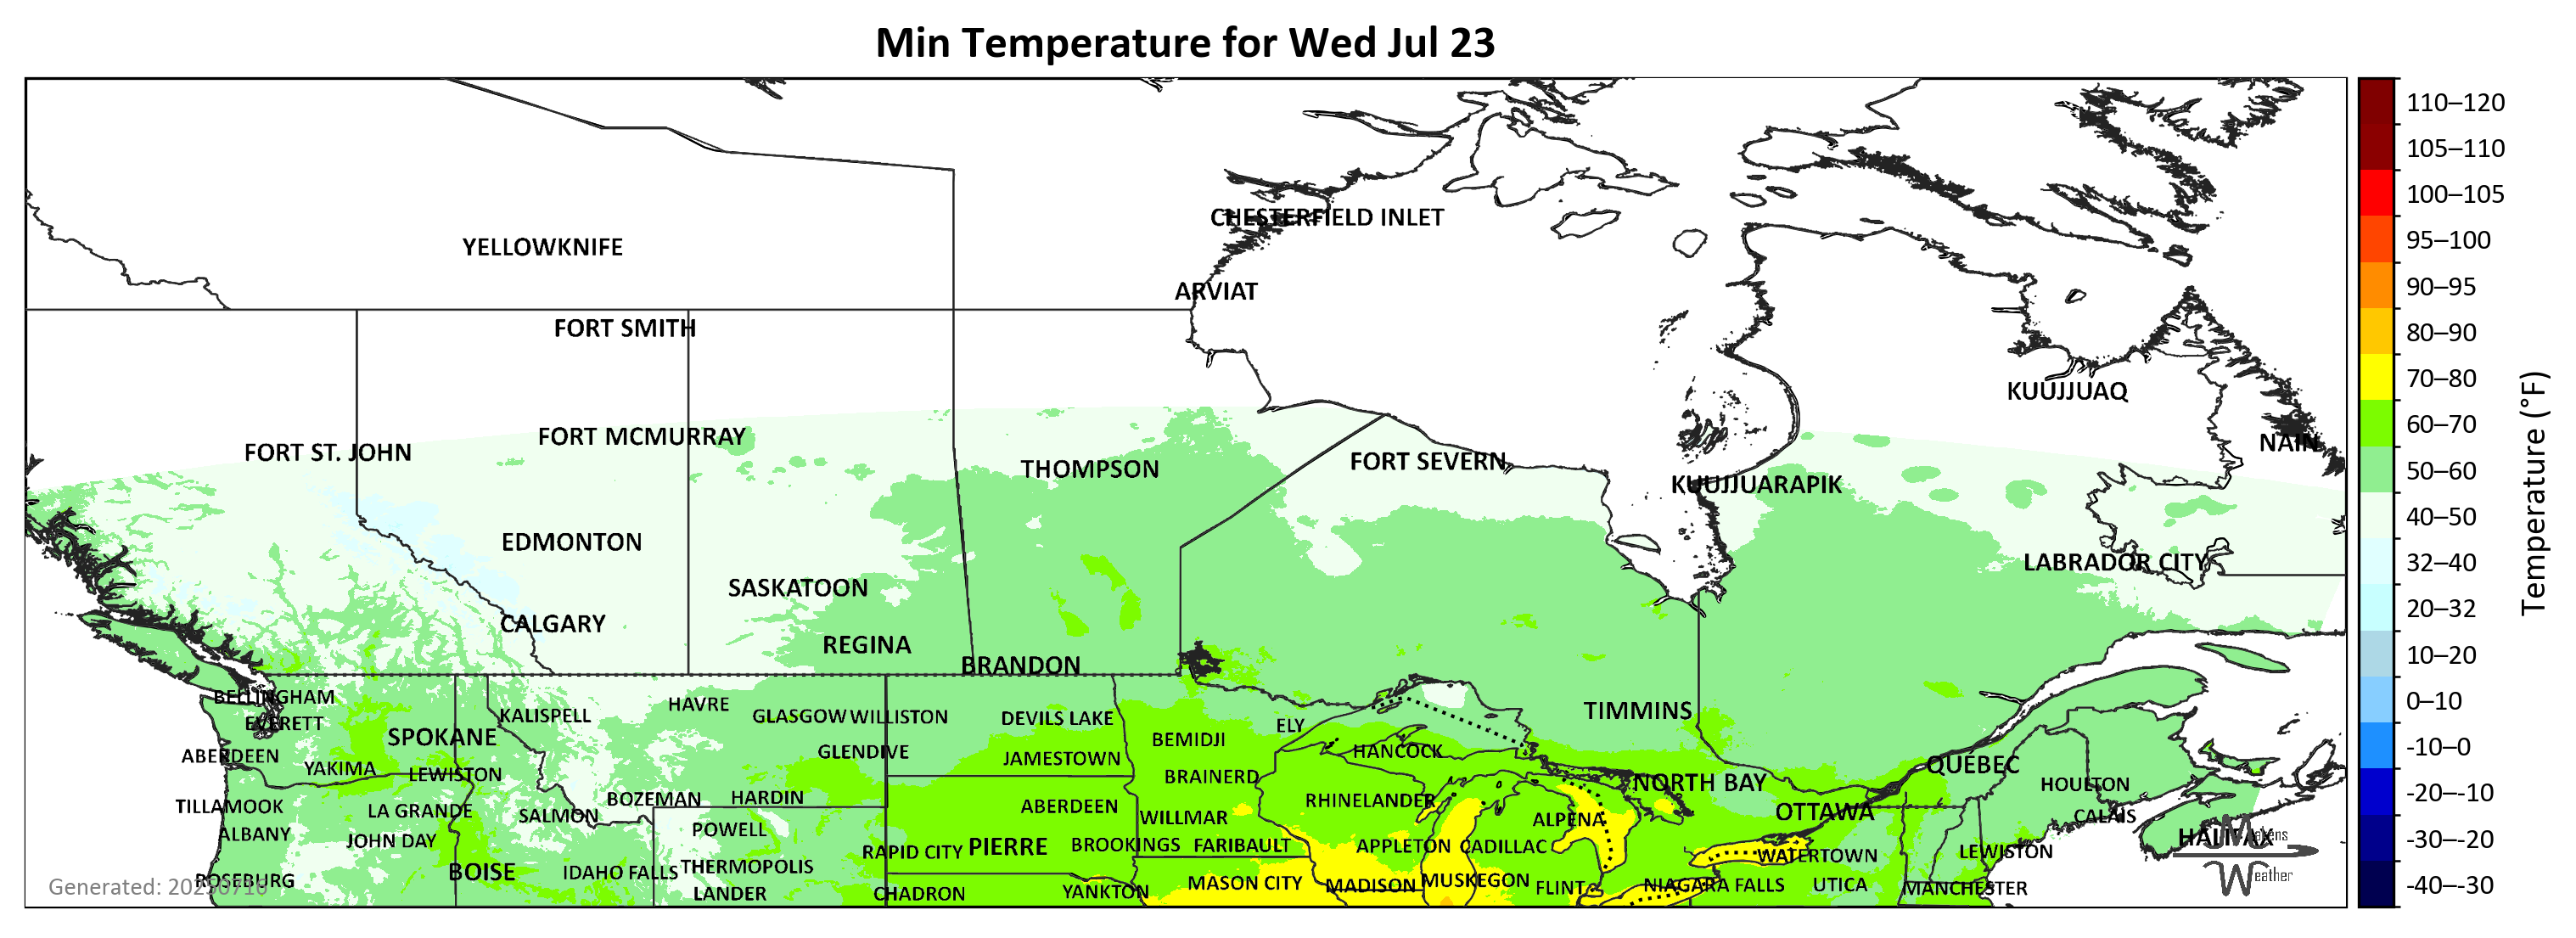 Min Temperature for Wed Jul 23
110–120
105–110
100–105
95–100
90–95
80–90
70–80
60–70
50–60
40–50
32–40
20–32
10–20
0–10
-10–0
-20–-10
-30–-20
-40–-30
Temperature (°F)
CHESTERFIELD INLET
YELLOWKNIFE
ARVIAT
FORT SMITH
KUUJJUAQ
FORT MCMURRAY
NAIN
FORT ST. JOHN
FORT SEVERN
THOMPSON
KUUJJUARAPIK
EDMONTON
LABRADOR CITY
SASKATOON
CALGARY
REGINA
BRANDON
BELLINGHAM
HAVRE
TIMMINS
KALISPELL
GLASGOW
WILLISTON
DEVILS LAKE
EVERETT
ELY
SPOKANE
BEMIDJI
HANCOCK
GLENDIVE
ABERDEEN
JAMESTOWN
QUÉBEC
YAKIMA
LEWISTON
BRAINERD
NORTH BAY
HOULTON
BOZEMAN
HARDIN
RHINELANDER
TILLAMOOK
ABERDEEN
LA GRANDE
SALMON
WILLMAR
ALPENA
OTTAWA
CALAIS
POWELL
ALBANY
HALIFAX
JOHN DAY
PIERRE
BROOKINGS
FARIBAULT
APPLETON
CADILLAC
RAPID CITY
WATERTOWN
LEWISTON
THERMOPOLIS
BOISE
IDAHO FALLS
ROSEBURG
MASON CITY
MADISON
MUSKEGON
FLINT
NIAGARA FALLS
UTICA
MANCHESTER
LANDER
CHADRON
YANKTON
Generated: 20250716
Makens
Weather